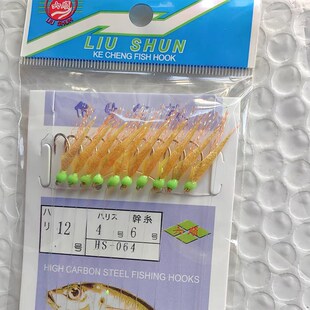 LIU SHUN
KE CHENG FISH HOOK
ハリ 12 号
ハリス 4 号
幹糸 6 号
HS-064
HIGH CARBON STEEL FISHING HOOKS